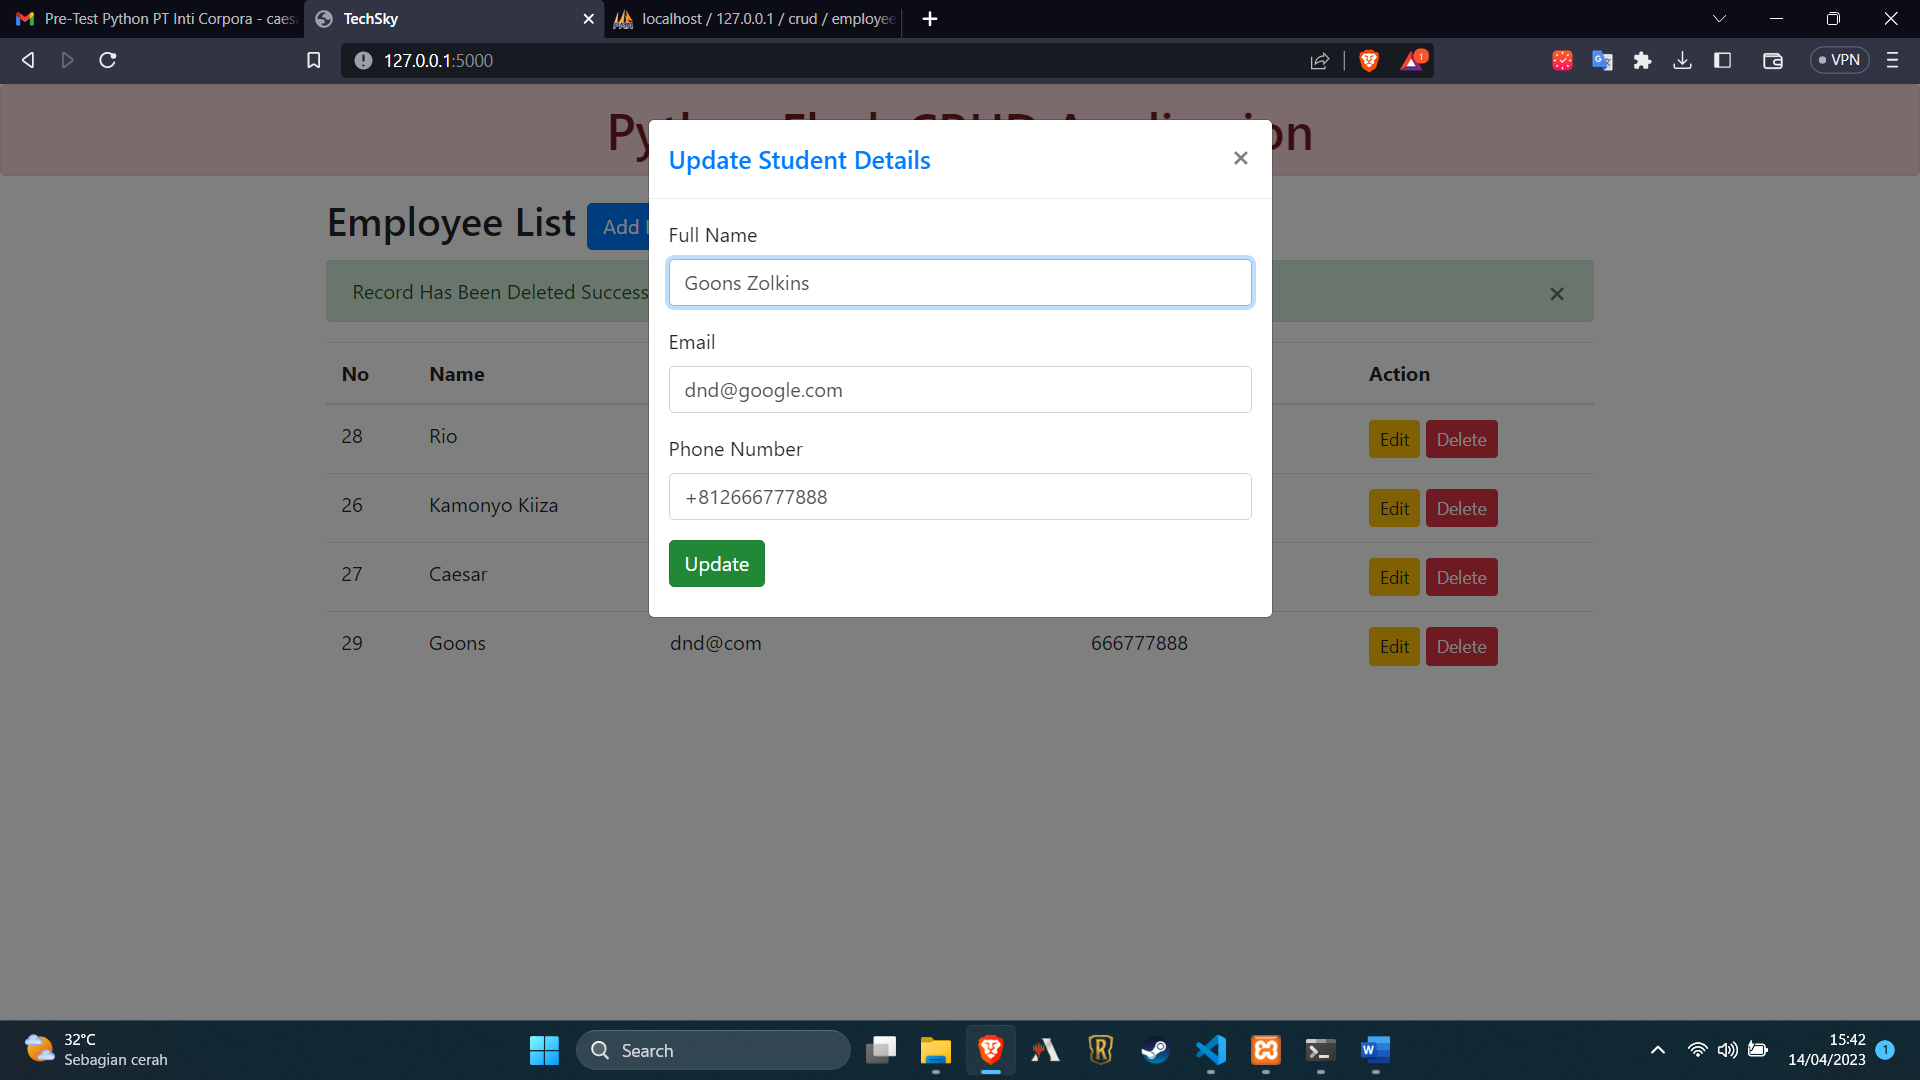 Pre-Test Python PT Inti Corpora - caes
TechSky
localhost / 127.0.0.1 / crud / employee
127.0.0.1:5000
1
VPN
Update Student Details
Employee List
Add
Record Has Been Deleted Success
Full Name
Goons Zolkins
Email
dnd@google.com
Phone Number
+812666777888
Update
No Name Action
28 Rio Edit Delete
26 Kamonyo Kiiza Edit Delete
27 Caesar Edit Delete
29 Goons dnd@com 666777888 Edit Delete
32°C
Sebagian cerah
Search
15:42
14/04/2023
1